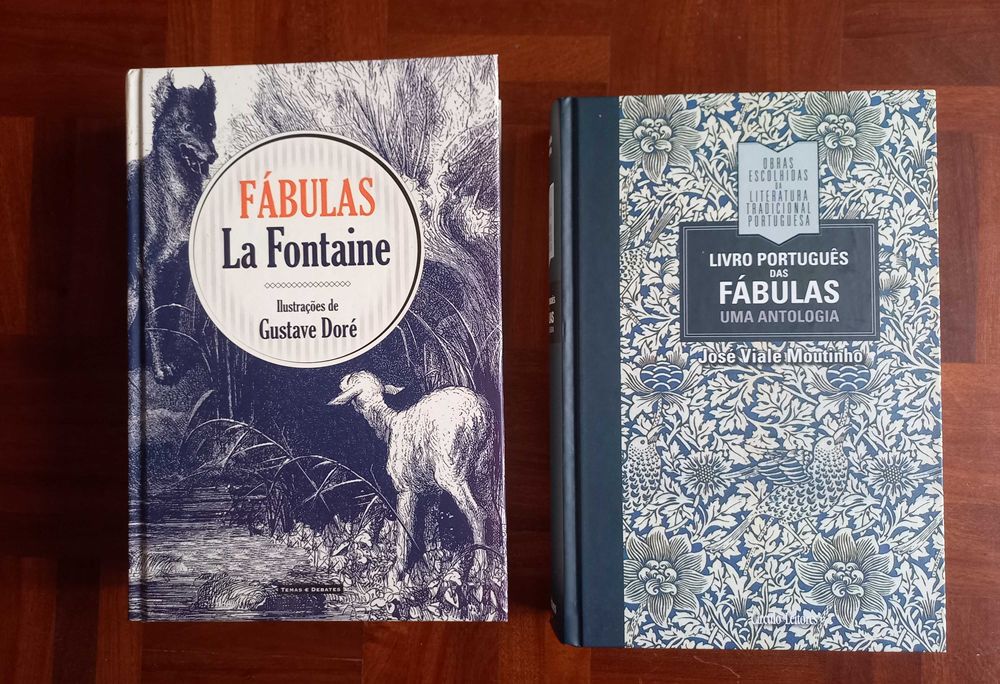 FÁBULAS
La Fontaine
Ilustrações de
Gustave Doré
TEMAS E DEBATES
OBRAS
ESCOLHIDAS
DA
LITERATURA
TRADICIONAL
PORTUGUESA
LIVRO PORTUGUÊS
DAS
FÁBULAS
UMA ANTOLOGIA
José Viale Moutinho
Círculo Leitores